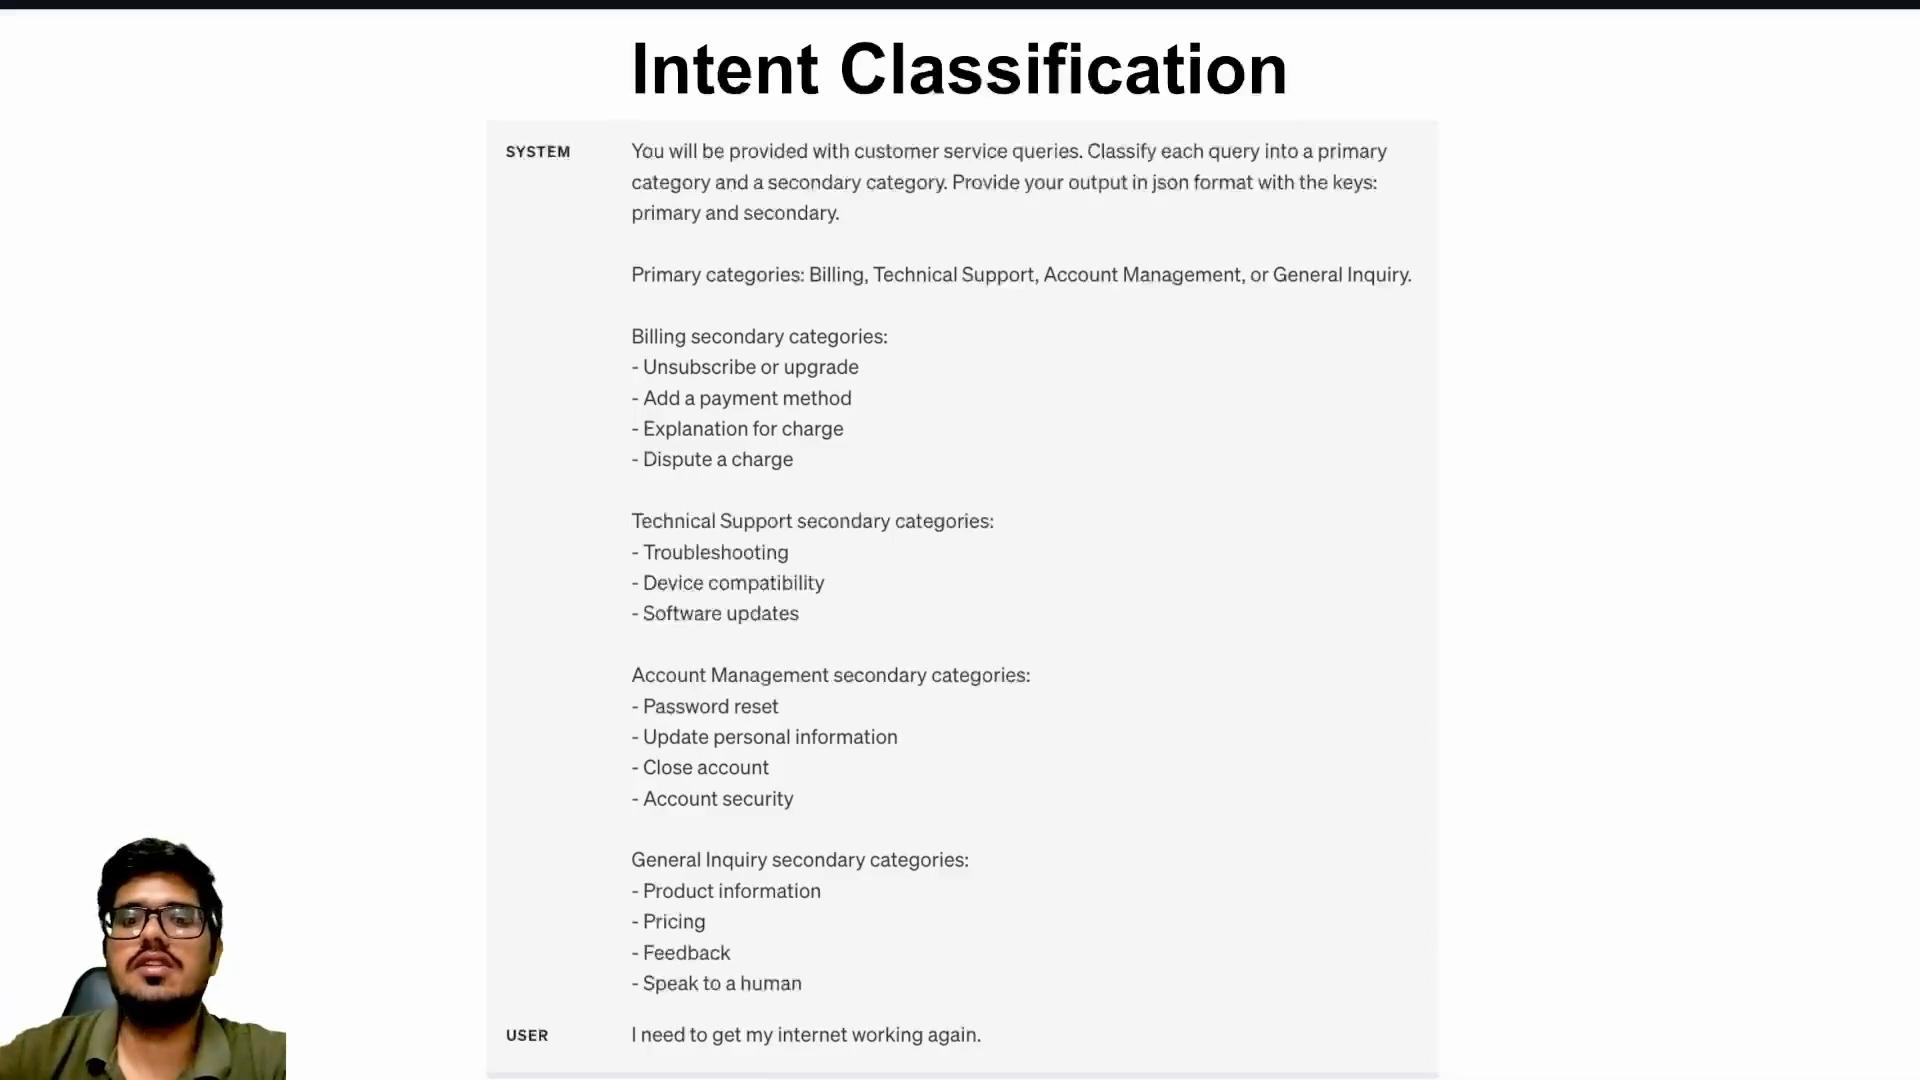 Intent Classification
SYSTEM
You will be provided with customer service queries. Classify each query into a primary
category and a secondary category. Provide your output in json format with the keys:
primary and secondary.
Primary categories: Billing, Technical Support, Account Management, or General Inquiry.
Billing secondary categories:
- Unsubscribe or upgrade
- Add a payment method
- Explanation for charge
- Dispute a charge
Technical Support secondary categories:
- Troubleshooting
- Device compatibility
- Software updates
Account Management secondary categories:
- Password reset
- Update personal information
- Close account
- Account security
General Inquiry secondary categories:
- Product information
- Pricing
- Feedback
- Speak to a human
USER
I need to get my internet working again.